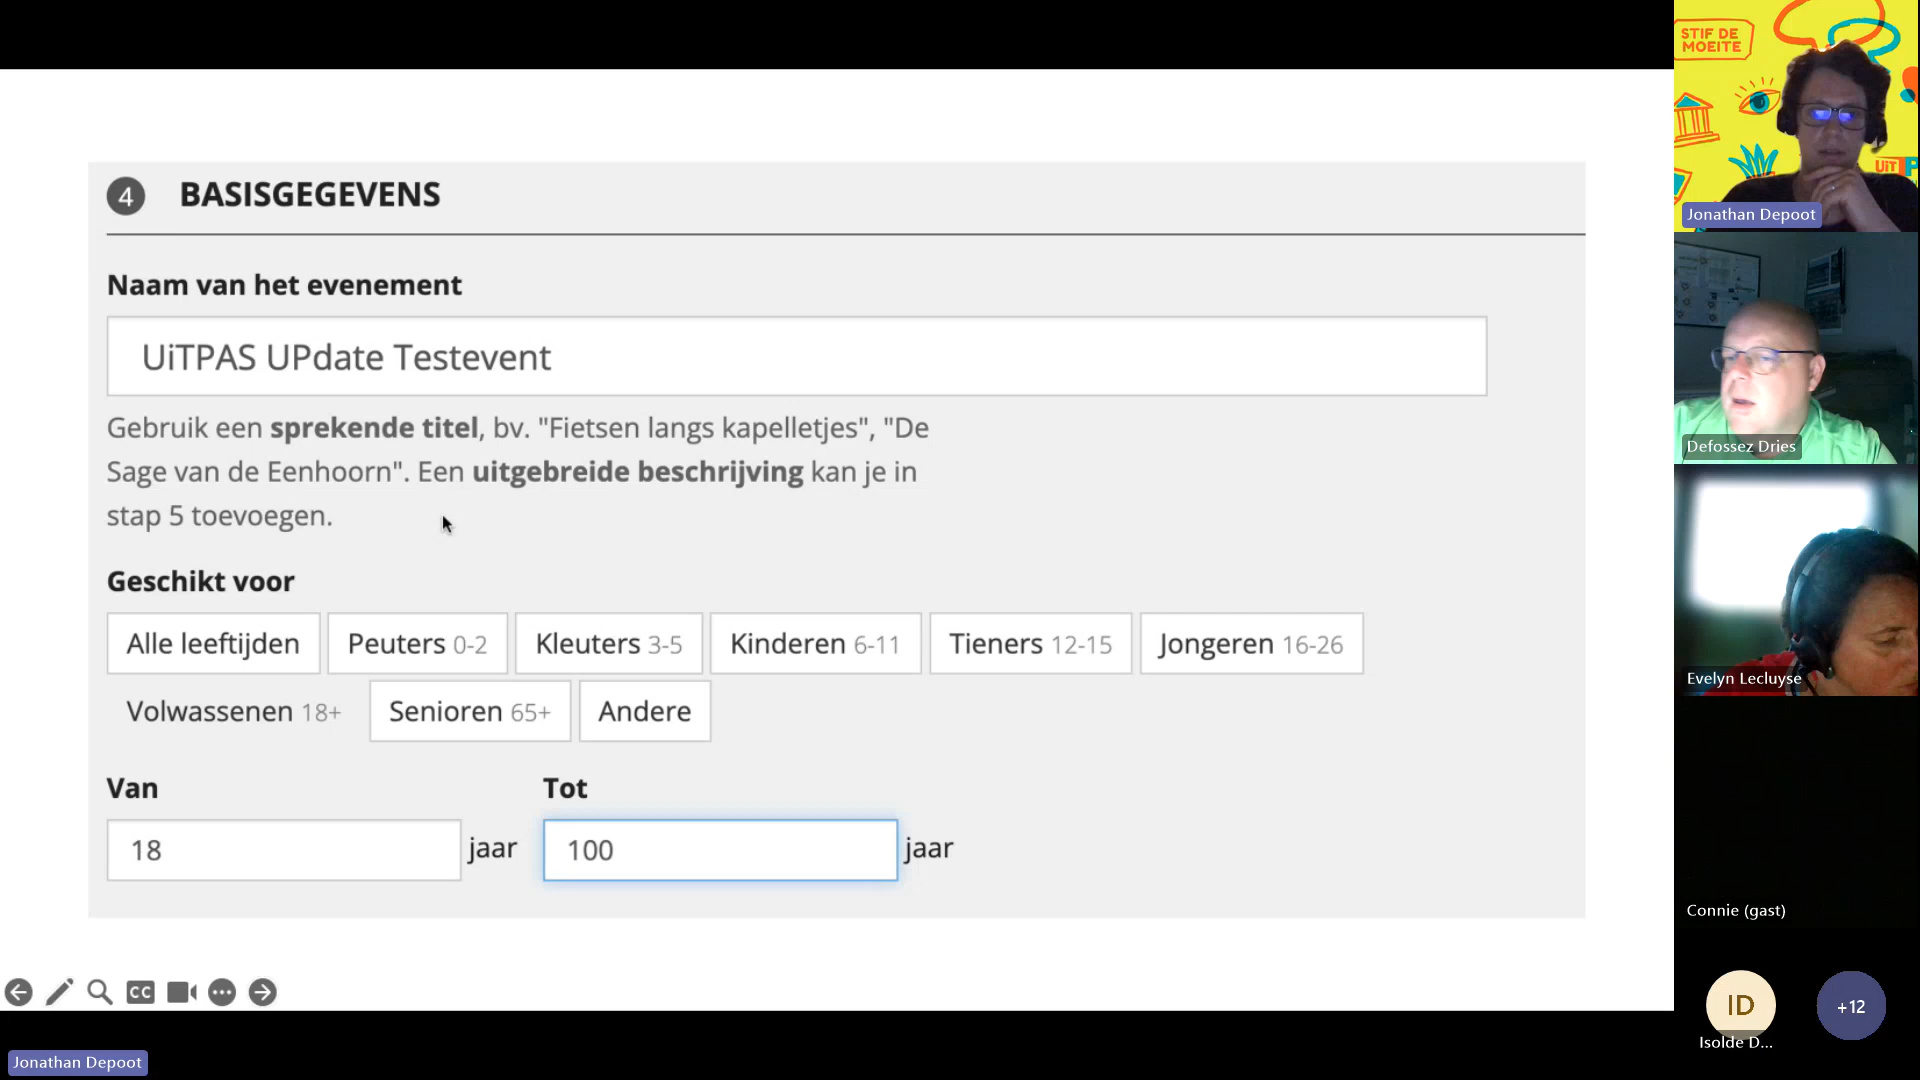 4 BASISGEGEVENS
Naam van het evenement
UiTPAS UPdate Testevent
Gebruik een sprekende titel, bv. "Fietsen langs kapelletjes", "De
Sage van de Eenhoorn". Een uitgebreide beschrijving kan je in
stap 5 toevoegen.
Geschikt voor
Alle leeftijden Peuters 0-2 Kleuters 3-5 Kinderen 6-11 Tieners 12-15 Jongeren 16-26
Volwassenen 18+ Senioren 65+ Andere
Van Tot
18 jaar 100 jaar
CC
Jonathan Depoot
STIF DE
MOEITE
UiTP
Jonathan Depoot
Defossez Dries
Evelyn Lecluyse
Connie (gast)
ID
+12
Isolde D...